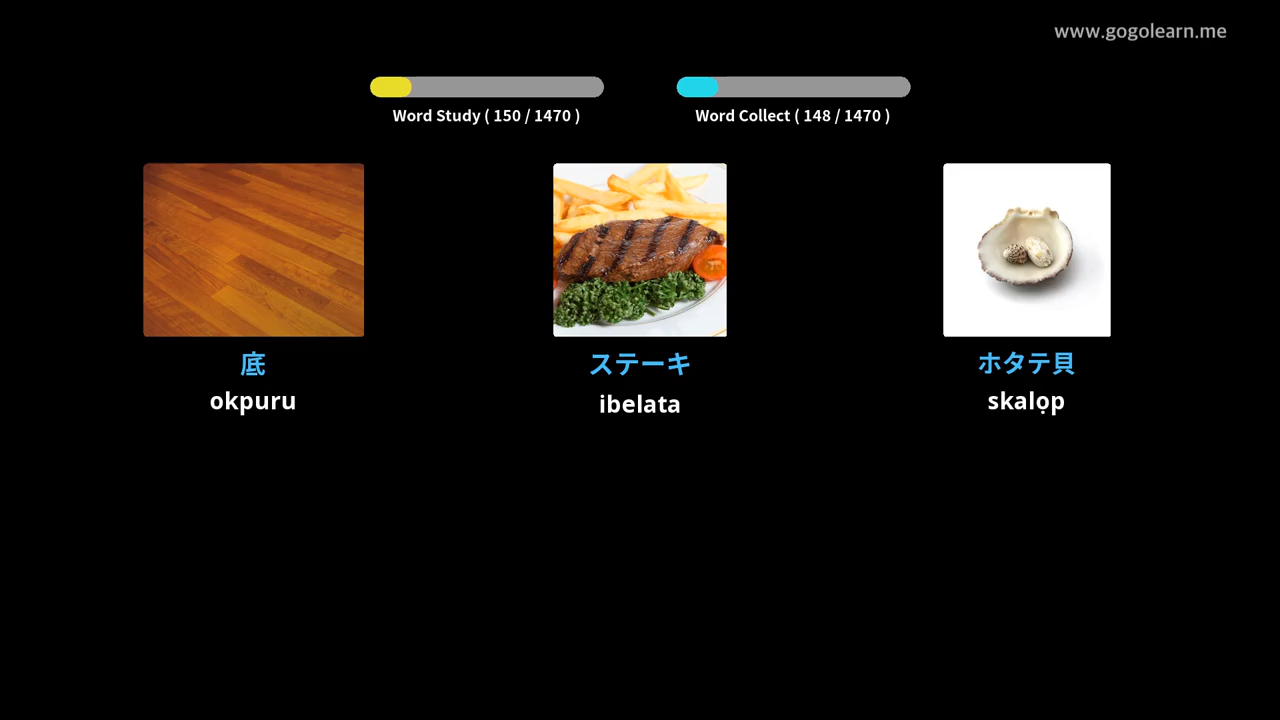 www.gogolearn.me
Word Study ( 150 / 1470 )
Word Collect ( 148 / 1470 )
底
okpuru
ステーキ
ibelata
ホタテ貝
skalọp